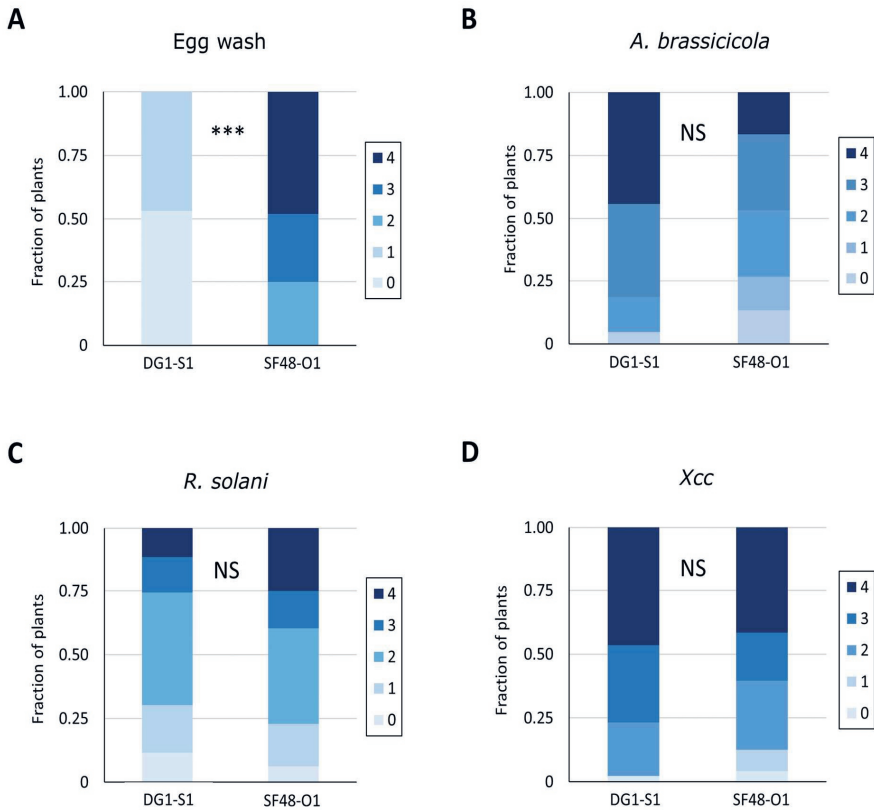 A
Egg wash
Fraction of plants
1.00
0.75
0.50
0.25
0
***
DG1-S1
SF48-O1
4
3
2
1
0
B
A. brassicicola
Fraction of plants
1.00
0.75
0.50
0.25
0
NS
DG1-S1
SF48-O1
4
3
2
1
0
C
R. solani
Fraction of plants
1.00
0.75
0.50
0.25
0
NS
DG1-S1
SF48-O1
4
3
2
1
0
D
Xcc
Fraction of plants
1.00
0.75
0.50
0.25
0
NS
DG1-S1
SF48-O1
4
3
2
1
0